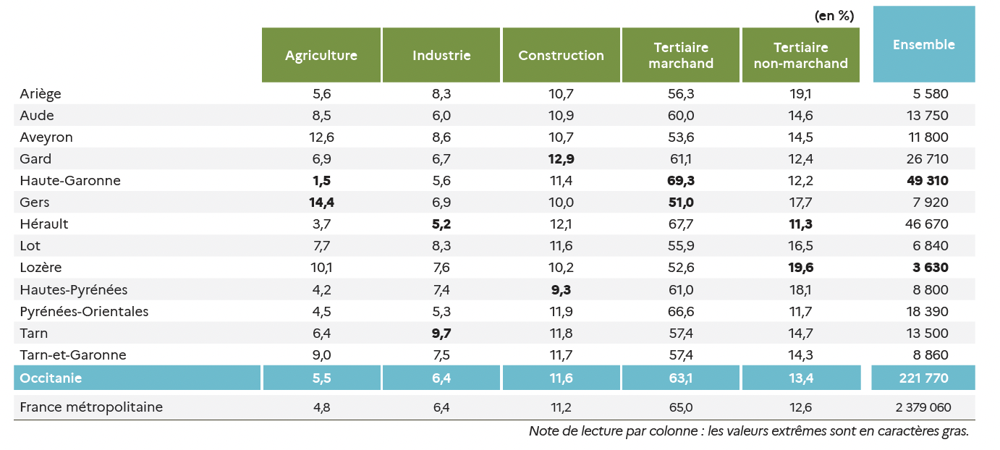 (en %)
Agriculture Industrie Construction Tertiaire marchand Tertiaire non-marchand Ensemble
Ariège 5,6 8,3 10,7 56,3 19,1 5 580
Aude 8,5 6,0 10,9 60,0 14,6 13 750
Aveyron 12,6 8,6 10,7 53,6 14,5 11 800
Gard 6,9 6,7 12,9 61,1 12,4 26 710
Haute-Garonne 1,5 5,6 11,4 69,3 12,2 49 310
Gers 14,4 6,9 10,0 51,0 17,7 7 920
Hérault 3,7 5,2 12,1 67,7 11,3 46 670
Lot 7,7 8,3 11,6 55,9 16,5 6 840
Lozère 10,1 7,6 10,2 52,6 19,6 3 630
Hautes-Pyrénées 4,2 7,4 9,3 61,0 18,1 8 800
Pyrénées-Orientales 4,5 5,3 11,9 66,6 11,7 18 390
Tarn 6,4 9,7 11,8 57,4 14,7 13 500
Tarn-et-Garonne 9,0 7,5 11,7 57,4 14,3 8 860
Occitanie 5,5 6,4 11,6 63,1 13,4 221 770
France métropolitaine 4,8 6,4 11,2 65,0 12,6 2 379 060
Note de lecture par colonne : les valeurs extrêmes sont en caractères gras.